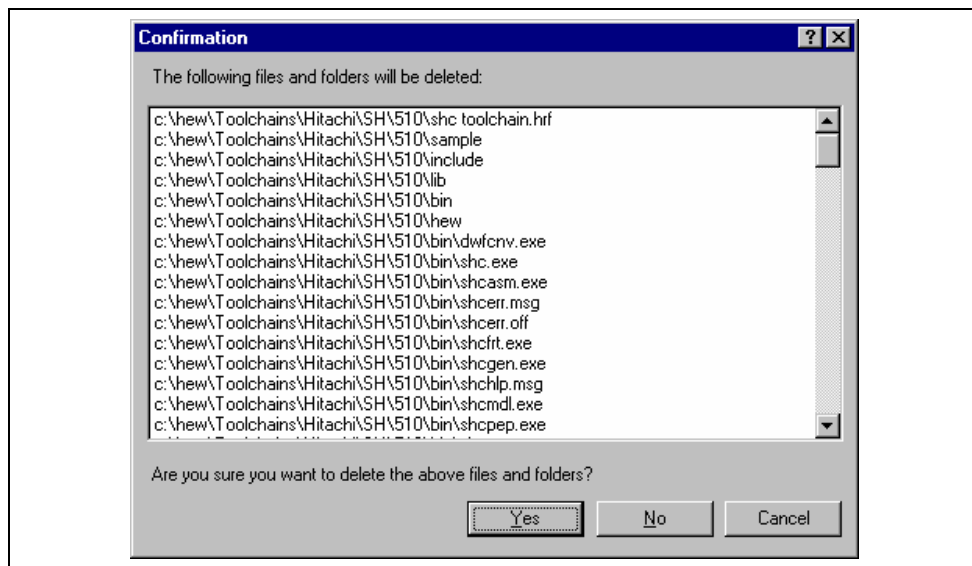 Confirmation
The following files and folders will be deleted:
c:\hew\Toolchains\Hitachi\SH\510\shc toolchain.hrf
c:\hew\Toolchains\Hitachi\SH\510\sample
c:\hew\Toolchains\Hitachi\SH\510\include
c:\hew\Toolchains\Hitachi\SH\510\lib
c:\hew\Toolchains\Hitachi\SH\510\bin
c:\hew\Toolchains\Hitachi\SH\510\hew
c:\hew\Toolchains\Hitachi\SH\510\bin\dwfcnv.exe
c:\hew\Toolchains\Hitachi\SH\510\bin\shc.exe
c:\hew\Toolchains\Hitachi\SH\510\bin\shcasm.exe
c:\hew\Toolchains\Hitachi\SH\510\bin\shcerr.msg
c:\hew\Toolchains\Hitachi\SH\510\bin\shcerr.off
c:\hew\Toolchains\Hitachi\SH\510\bin\shcfrt.exe
c:\hew\Toolchains\Hitachi\SH\510\bin\shcgen.exe
c:\hew\Toolchains\Hitachi\SH\510\bin\shchlp.msg
c:\hew\Toolchains\Hitachi\SH\510\bin\shcmdl.exe
c:\hew\Toolchains\Hitachi\SH\510\bin\shcpep.exe
Are you sure you want to delete the above files and folders?
Yes No Cancel